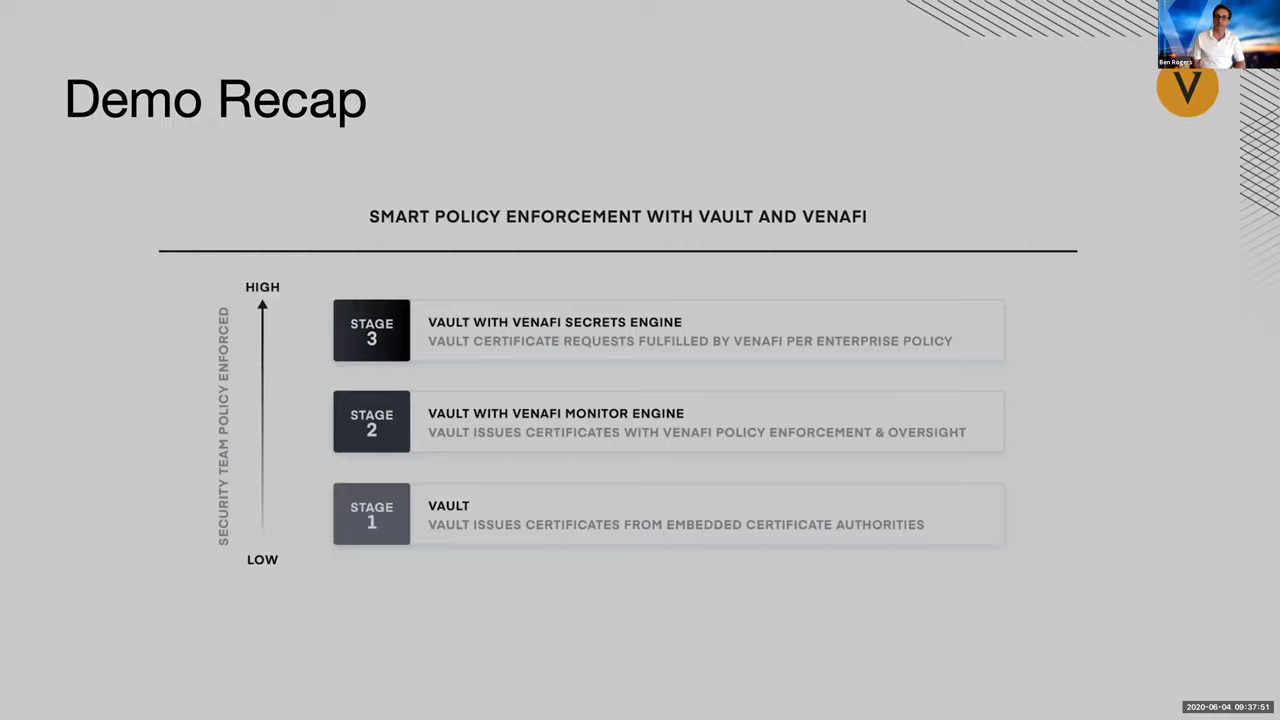 Ben Rogers
V
Demo Recap
SMART POLICY ENFORCEMENT WITH VAULT AND VENAFI
HIGH
SECURITY TEAM POLICY ENFORCED
LOW
STAGE
3
VAULT WITH VENAFI SECRETS ENGINE
VAULT CERTIFICATE REQUESTS FULFILLED BY VENAFI PER ENTERPRISE POLICY
STAGE
2
VAULT WITH VENAFI MONITOR ENGINE
VAULT ISSUES CERTIFICATES WITH VENAFI POLICY ENFORCEMENT & OVERSIGHT
STAGE
1
VAULT
VAULT ISSUES CERTIFICATES FROM EMBEDDED CERTIFICATE AUTHORITIES
2020-06-04 09:37:51